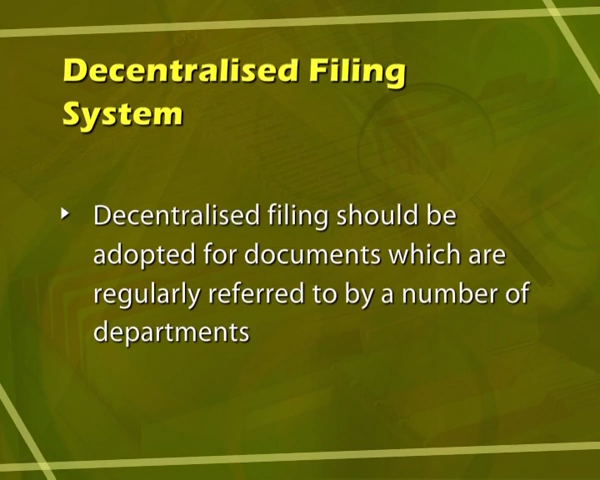 Decentralised Filing
System
Decentralised filing should be
adopted for documents which are
regularly referred to by a number of
departments